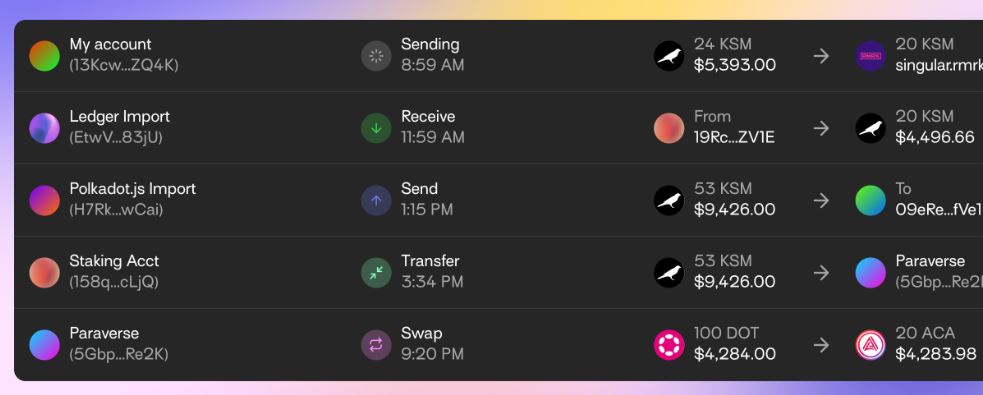 My account
(13Kcw...ZQ4K)
Sending
8:59 AM
24 KSM
$5,393.00
20 KSM
singular.rmrk
Ledger Import
(EtwV...83jU)
Receive
11:59 AM
From
19Rc...ZV1E
20 KSM
$4,496.66
Polkadot.js Import
(H7Rk...wCai)
Send
1:15 PM
53 KSM
$9,426.00
To
09eRe...fVe1
Staking Acct
(158q...cLjQ)
Transfer
3:34 PM
53 KSM
$9,426.00
Paraverse
(5Gbp...Re2
Paraverse
(5Gbp...Re2K)
Swap
9:20 PM
100 DOT
$4,284.00
20 ACA
$4,283.98